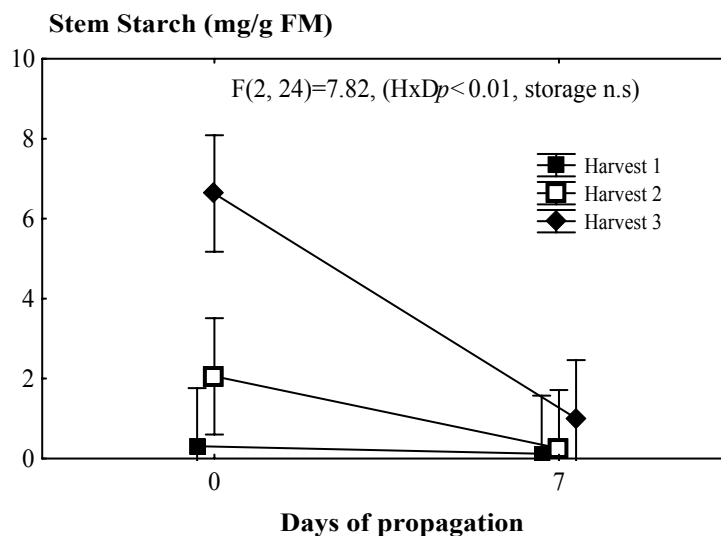 Stem Starch (mg/g FM)
10
F(2, 24)=7.82, (HxDp<0.01, storage n.s)
8
Harvest 1
Harvest 2
6
Harvest 3
4
2
0
0
7
Days of propagation